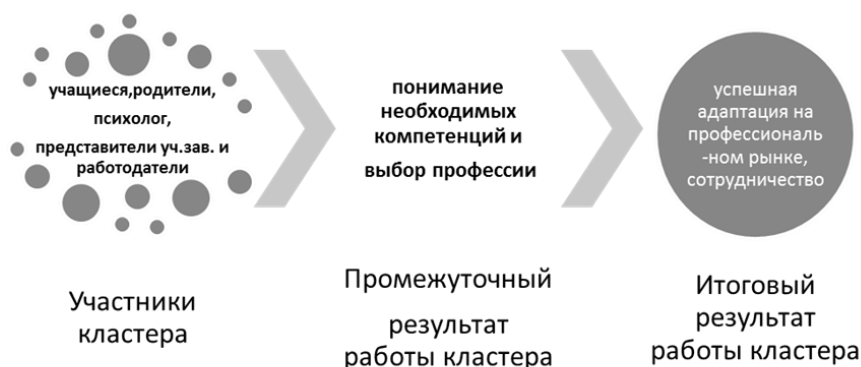 учащиеся,родители,
психолог,
представители уч.зав. и
работодатели
понимание
необходимых
компетенций и
выбор профессии
успешная
адаптация на
профессиональ
-ном рынке,
сотрудничество
Участники
кластера
Промежуточный
результат
работы кластера
Итоговый
результат
работы кластера